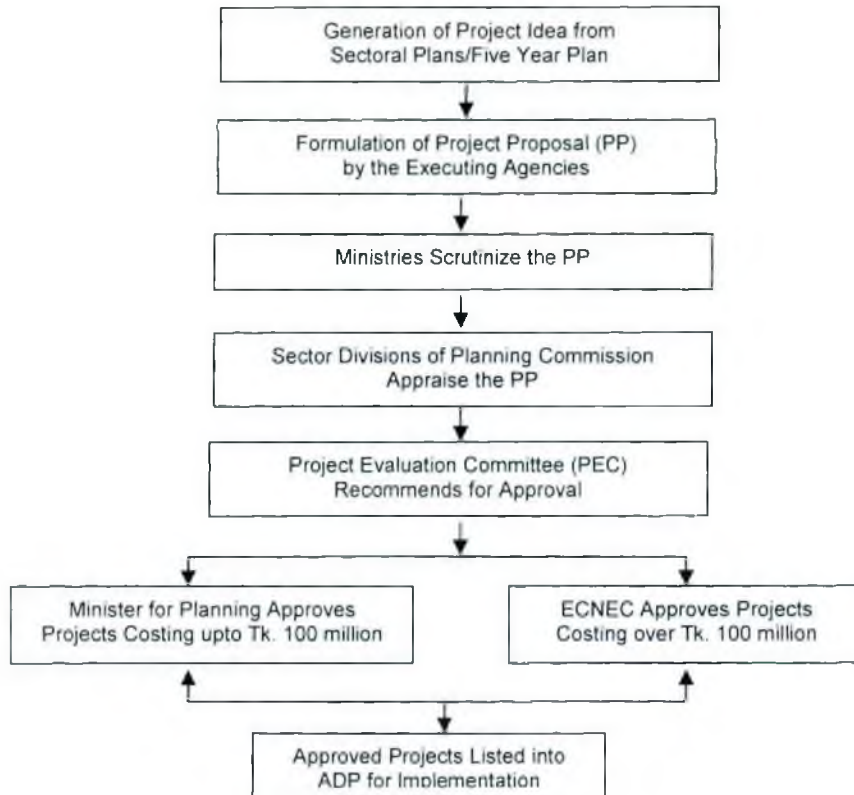 Generation of Project Idea from
Sectoral Plans/Five Year Plan
Formulation of Project Proposal (PP)
by the Executing Agencies
Ministries Scrutinize the PP
Sector Divisions of Planning Commission
Appraise the PP
Project Evaluation Committee (PEC)
Recommends for Approval
Minister for Planning Approves
Projects Costing upto Tk. 100 million
ECNEC Approves Projects
Costing over Tk. 100 million
Approved Projects Listed into
ADP for Implementation